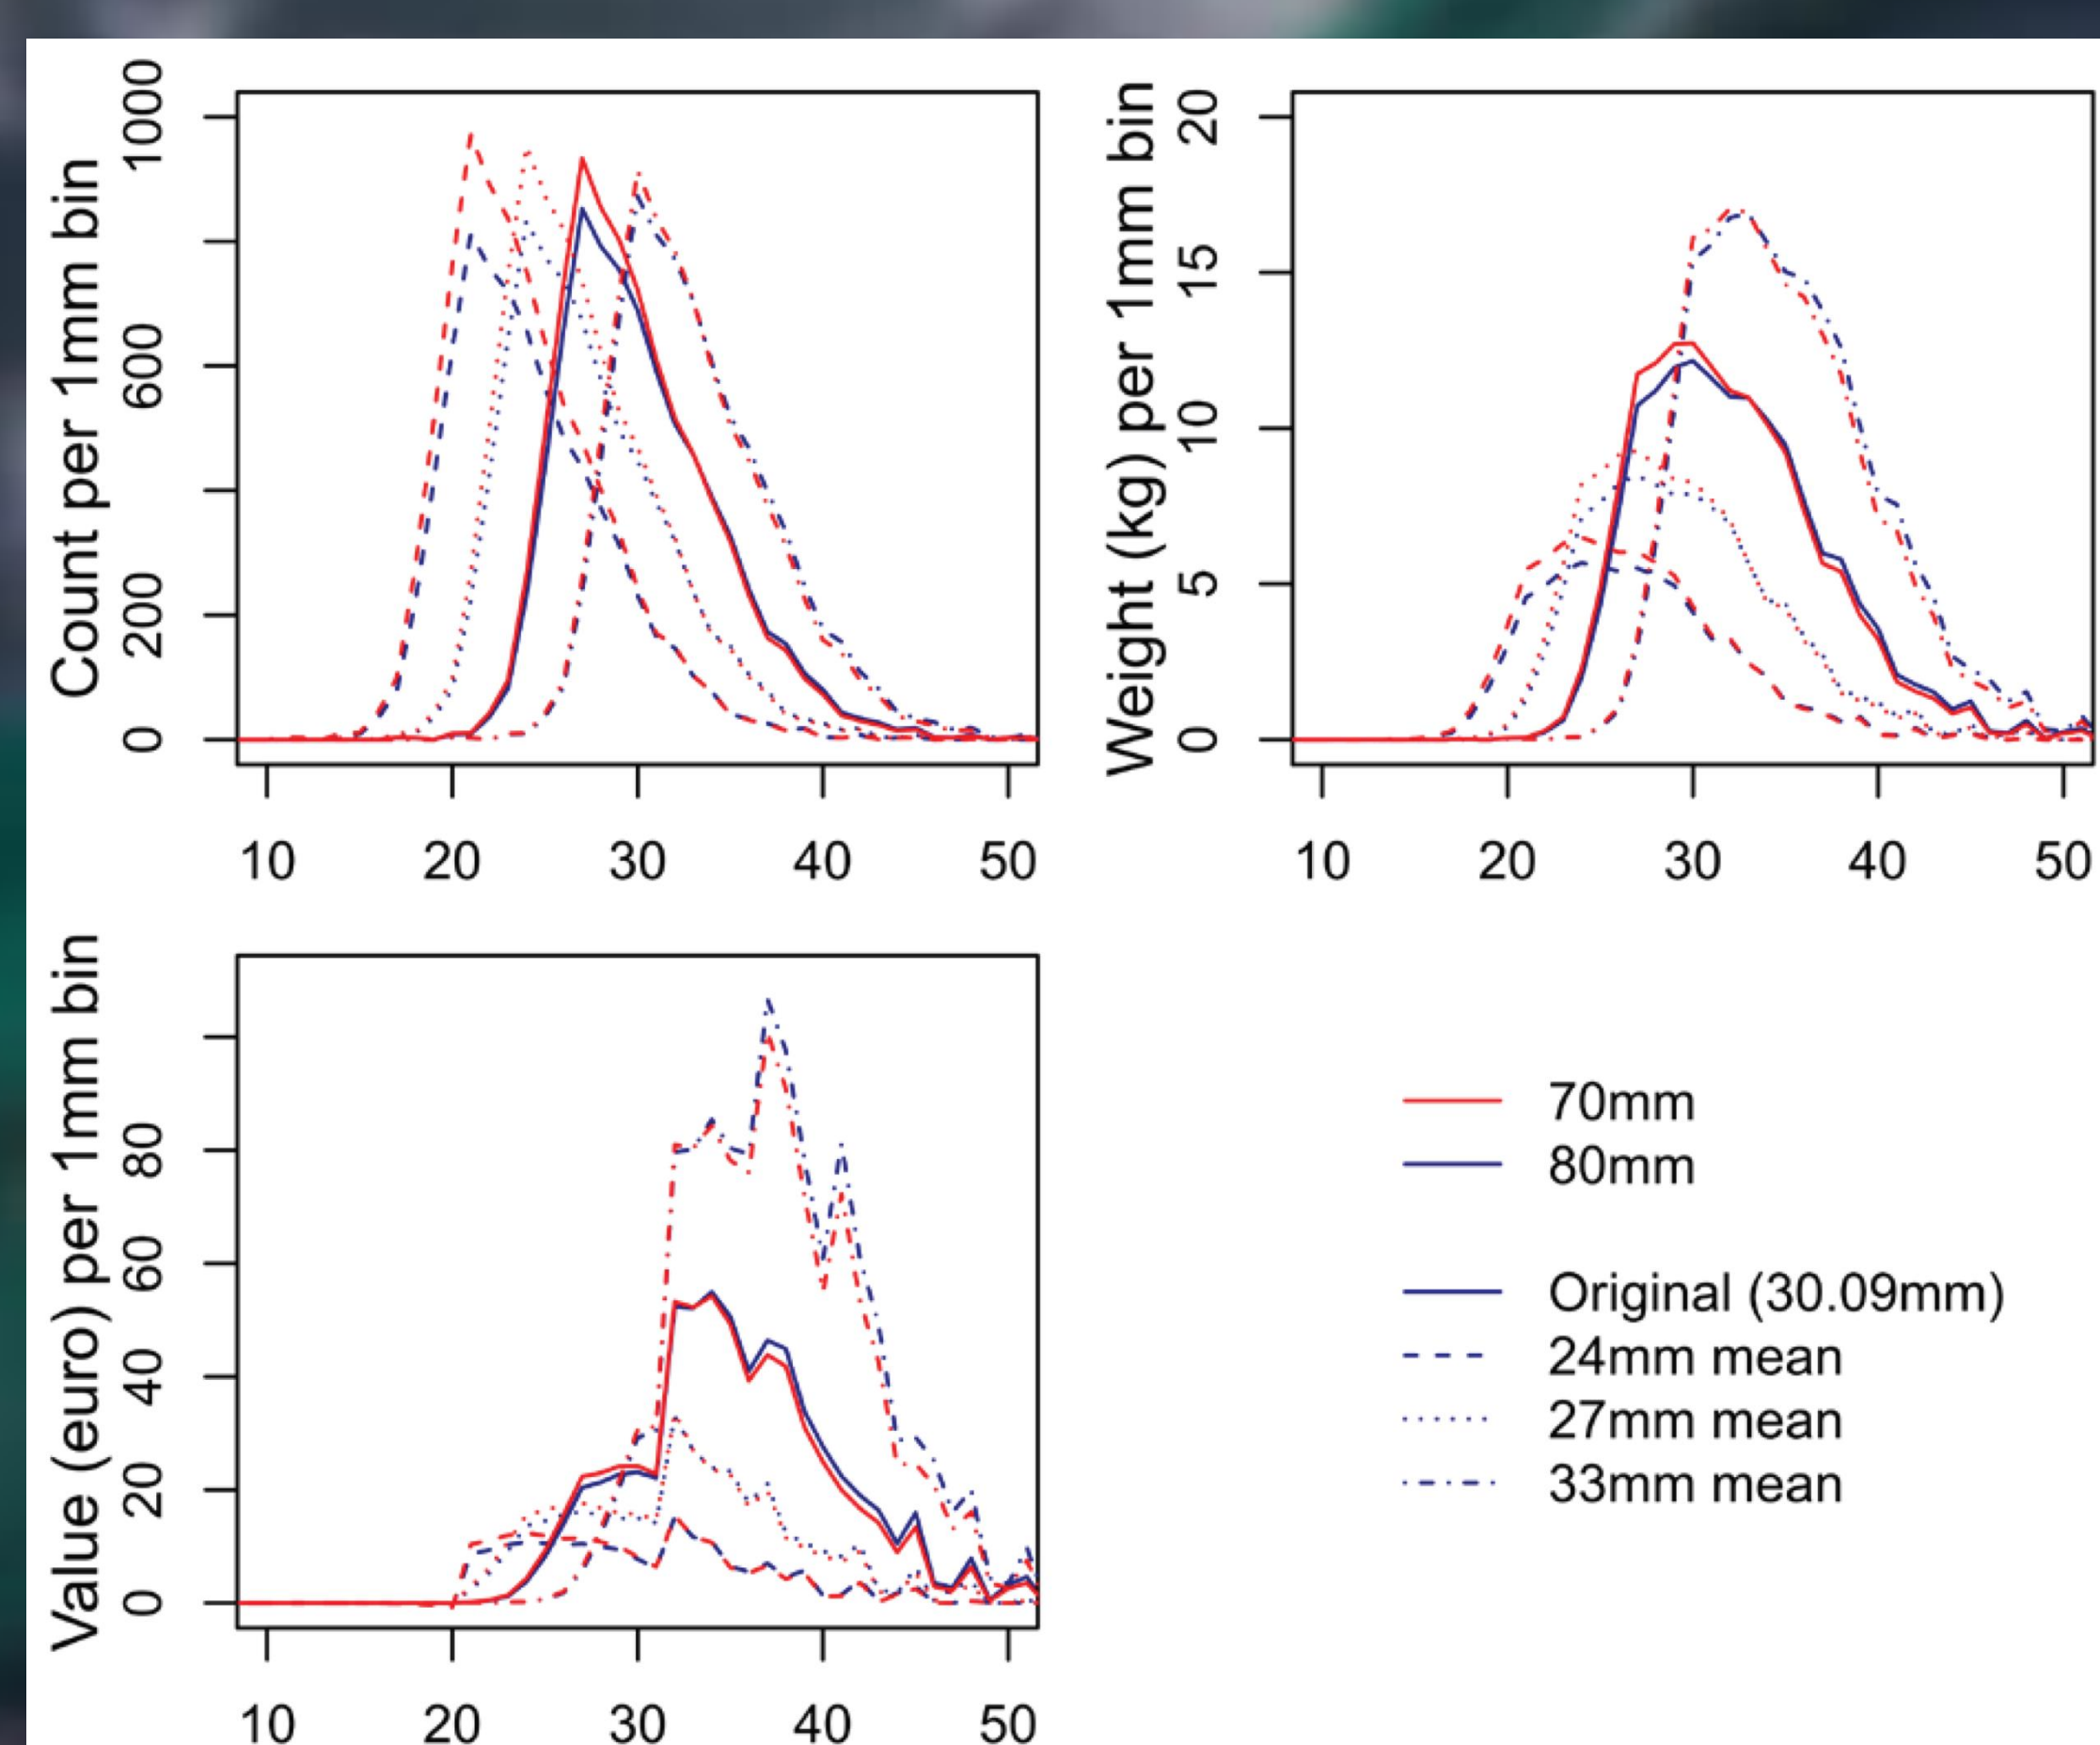 Count per 1mm bin
0 200 600 1000
10 20 30 40 50
Weight (kg) per 1mm bin
0 5 10 15 20
10 20 30 40 50
Value (euro) per 1mm bin
0 20 40 60 80
10 20 30 40 50
70mm
80mm
Original (30.09mm)
24mm mean
27mm mean
33mm mean